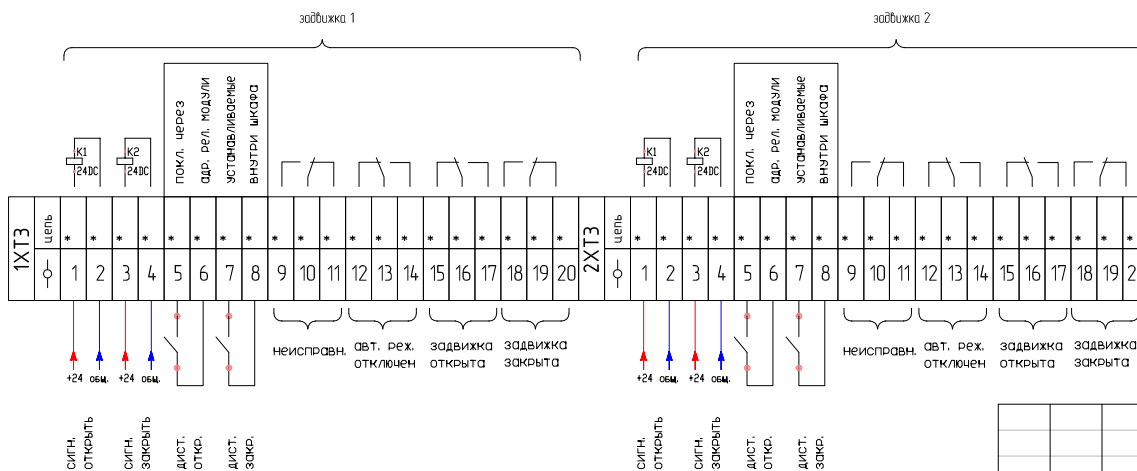 задвижка 1
задвижка 2
K1
24DC
K2
24DC
покл. через
адр. рел. модули
устанавливаемые
внутри шкафа
K1
24DC
K2
24DC
покл. через
адр. рел. модули
устанавливаемые
внутри шкафа
1XT3
цепь
* * * * * * * * * * * * * * * * * * * *
2XT3
цепь
* * * * * * * * * * * * * * * * * * * *
1 2 3 4 5 6 7 8 9 10 11 12 13 14 15 16 17 18 19 20
1 2 3 4 5 6 7 8 9 10 11 12 13 14 15 16 17 18 19
неисправн.
авт. реж.
отключен
задвижка
открыта
задвижка
закрыта
неисправн.
авт. реж.
отключен
задвижка
открыта
задвижка
закрыта
+24 общ. +24 общ.
+24 общ. +24 общ.
сигн.
открыть
сигн.
закрыть
дист.
откр.
дист.
закр.
сигн.
открыть
сигн.
закрыть
дист.
откр.
дист.
закр.